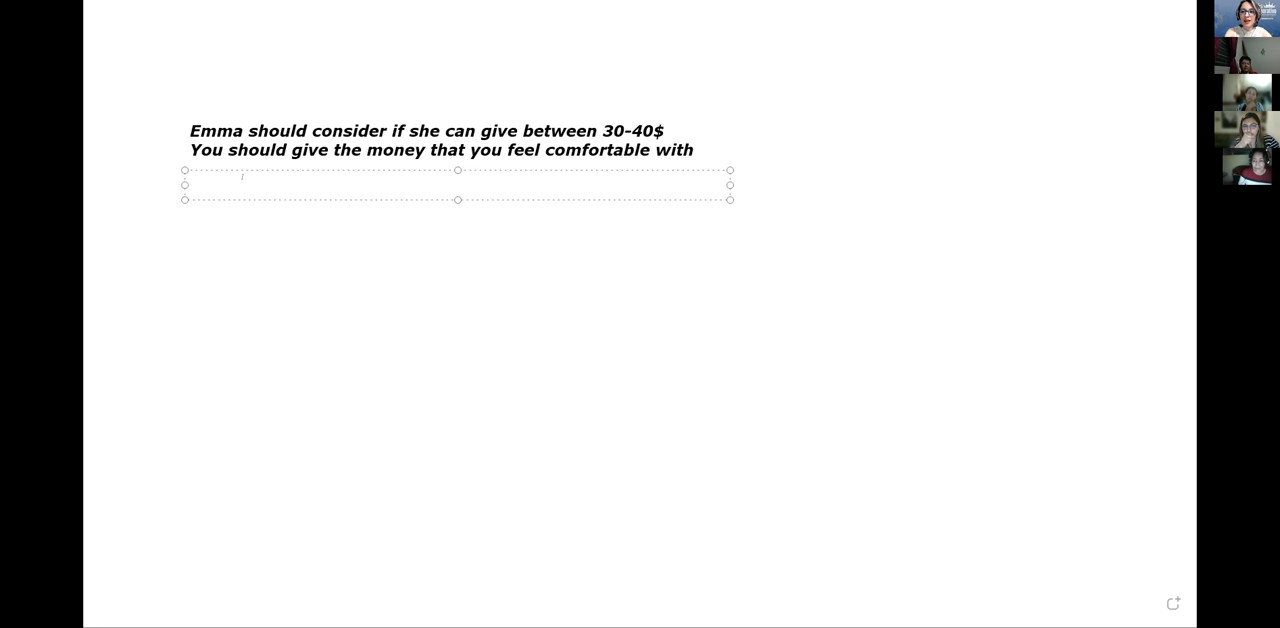 Emma should consider if she can give between 30-40$
You should give the money that you feel comfortable with